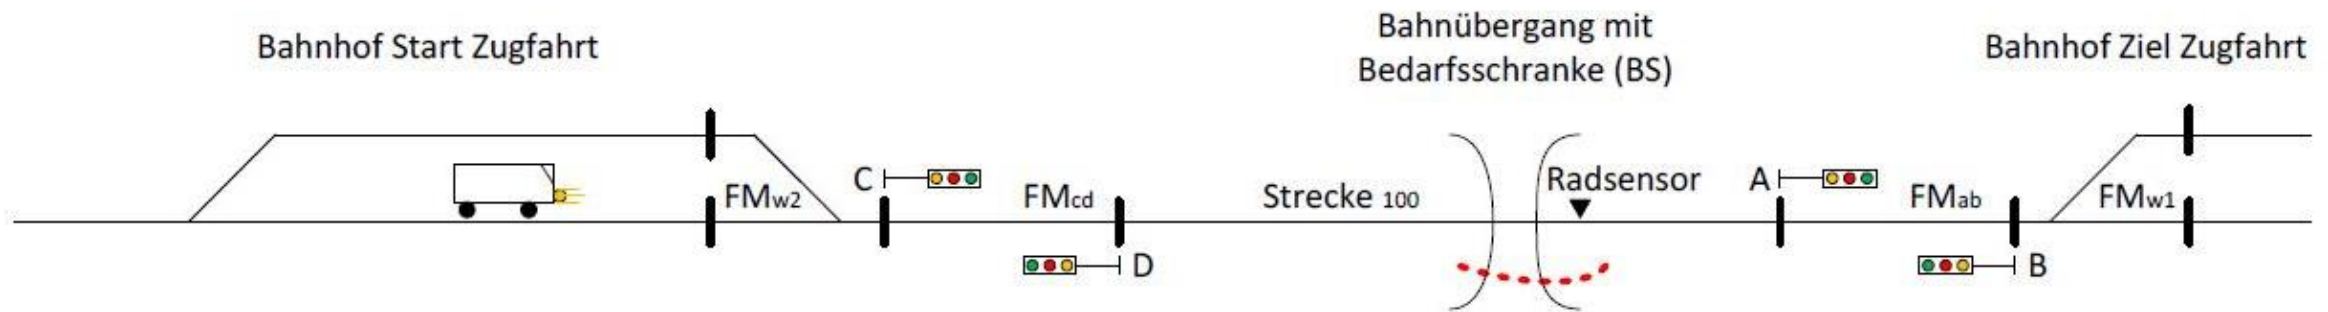 Bahnübergang mit
Bedarfsschranke (BS)
Bahnhof Start Zugfahrt
Bahnhof Ziel Zugfahrt
FMw2
C
FMcd
Strecke 100
Radsensor
A
FMab
FMw1
D
B